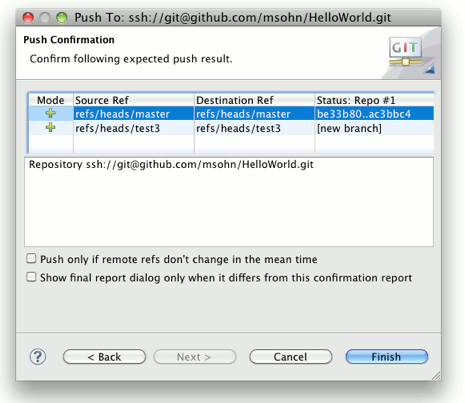 Push To: ssh://git@github.com/msohn/HelloWorld.git
Push Confirmation
Confirm following expected push result.
GIT
Mode Source Ref Destination Ref Status: Repo #1
refs/heads/master refs/heads/master be33b80..ac3bbc4
refs/heads/test3 refs/heads/test3 [new branch]
Repository ssh://git@github.com/msohn/HelloWorld.git
Push only if remote refs don't change in the mean time
Show final report dialog only when it differs from this confirmation report
? < Back Next > Cancel Finish